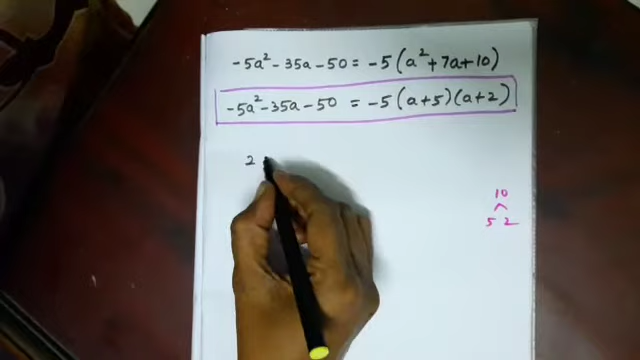 -5a² - 35a - 50 = -5(a² + 7a + 10)
-5a² - 35a - 50 = -5(a + 5)(a + 2)
2
10
5 2